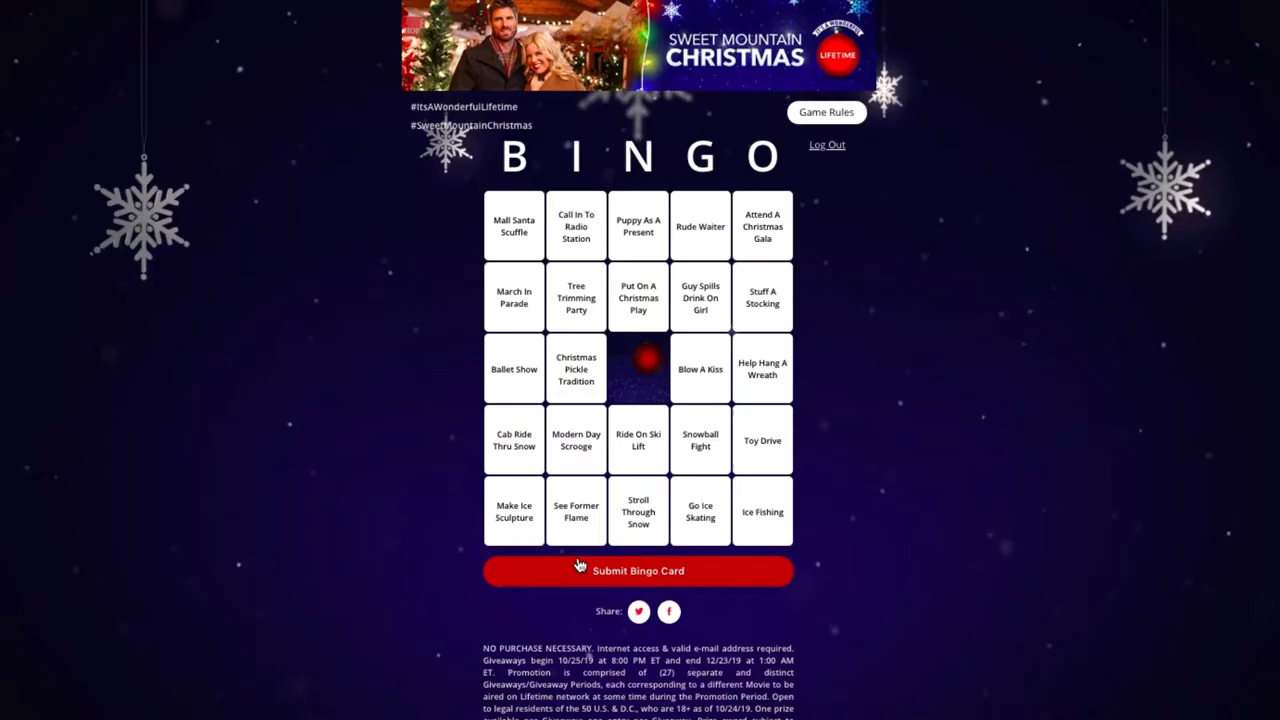 SWEET MOUNTAIN
CHRISTMAS
IT'S A WONDERFUL
LIFETIME
#ItsAWonderfulLifetime
#SweetMountainChristmas
Game Rules
Log Out
B I N G O
Mall Santa
Scuffle
Call In To
Radio
Station
Puppy As A
Present
Rude Waiter
Attend A
Christmas
Gala
March In
Parade
Tree
Trimming
Party
Put On A
Christmas
Play
Guy Spills
Drink On
Girl
Stuff A
Stocking
Ballet Show
Christmas
Pickle
Tradition
Blow A Kiss
Help Hang A
Wreath
Cab Ride
Thru Snow
Modern Day
Scrooge
Ride On Ski
Lift
Snowball
Fight
Toy Drive
Make Ice
Sculpture
See Former
Flame
Stroll
Through
Snow
Go Ice
Skating
Ice Fishing
Submit Bingo Card
Share:
NO PURCHASE NECESSARY. Internet access & valid e-mail address required.
Giveaways begin 10/25/19 at 8:00 PM ET and end 12/23/19 at 1:00 AM
ET. Promotion is comprised of (27) separate and distinct
Giveaways/Giveaway Periods, each corresponding to a different Movie to be
aired on Lifetime network at some time during the Promotion Period. Open
to legal residents of the 50 U.S. & D.C., who are 18+ as of 10/24/19. One prize